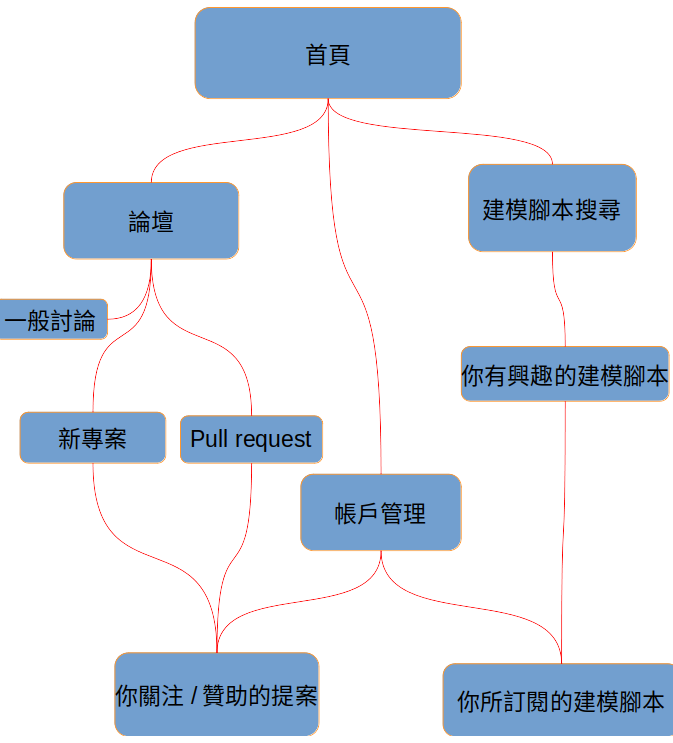 首頁
論壇
建模腳本搜尋
一般討論
你有興趣的建模腳本
新專案
Pull request
帳戶管理
你關注 / 贊助的提案
你所訂閱的建模腳本